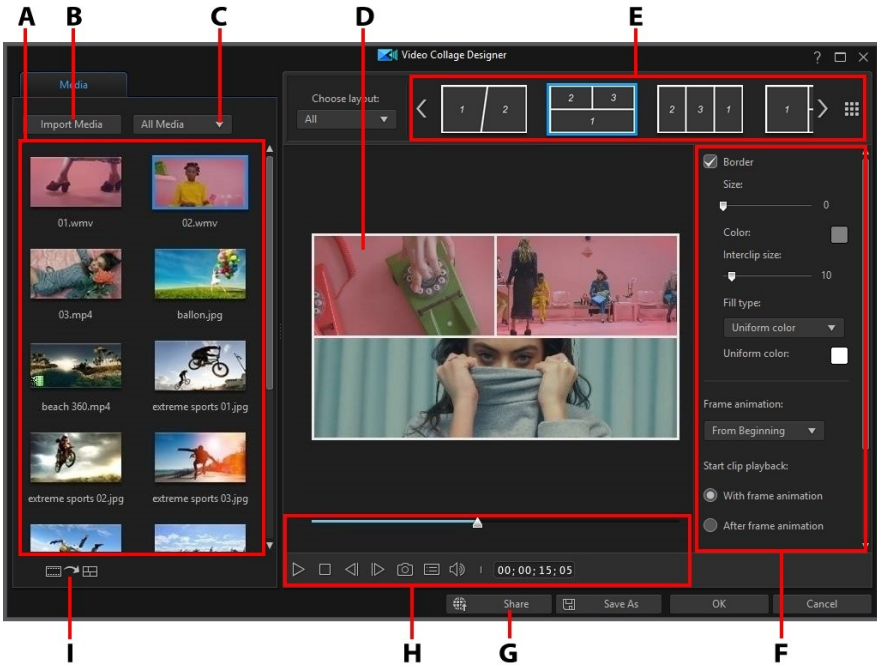 A B C D E
Video Collage Designer
?
Media
Import Media
All Media
Choose layout:
All
1 2
2 3
1
2 3 1
1
01.wmv
02.wmv
03.mp4
ballon.jpg
beach 360.mp4
extreme sports 01.jpg
extreme sports 02.jpg
extreme sports 03.jpg
Border
Size:
0
Color:
Interclip size:
10
Fill type:
Uniform color
Uniform color:
Frame animation:
From Beginning
Start clip playback:
With frame animation
After frame animation
00; 00; 15; 05
Share
Save As
OK
Cancel
I H G F